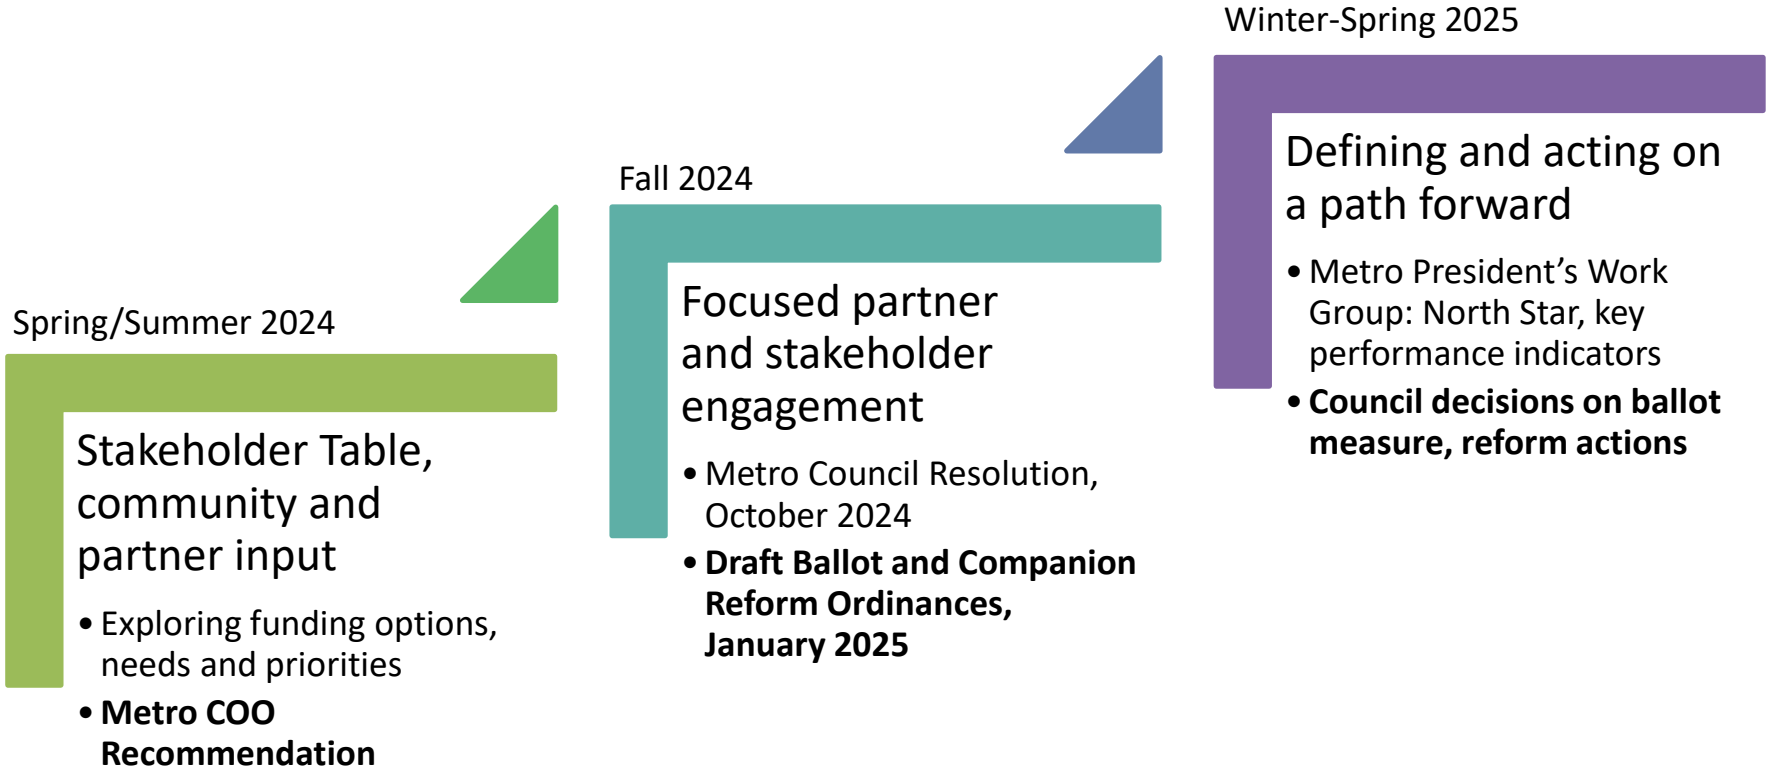 Spring/Summer 2024
Stakeholder Table,
community and
partner input
• Exploring funding options,
needs and priorities
• Metro COO
Recommendation
Fall 2024
Focused partner
and stakeholder
engagement
• Metro Council Resolution,
October 2024
• Draft Ballot and Companion
Reform Ordinances,
January 2025
Winter-Spring 2025
Defining and acting on
a path forward
• Metro President’s Work
Group: North Star, key
performance indicators
• Council decisions on ballot
measure, reform actions